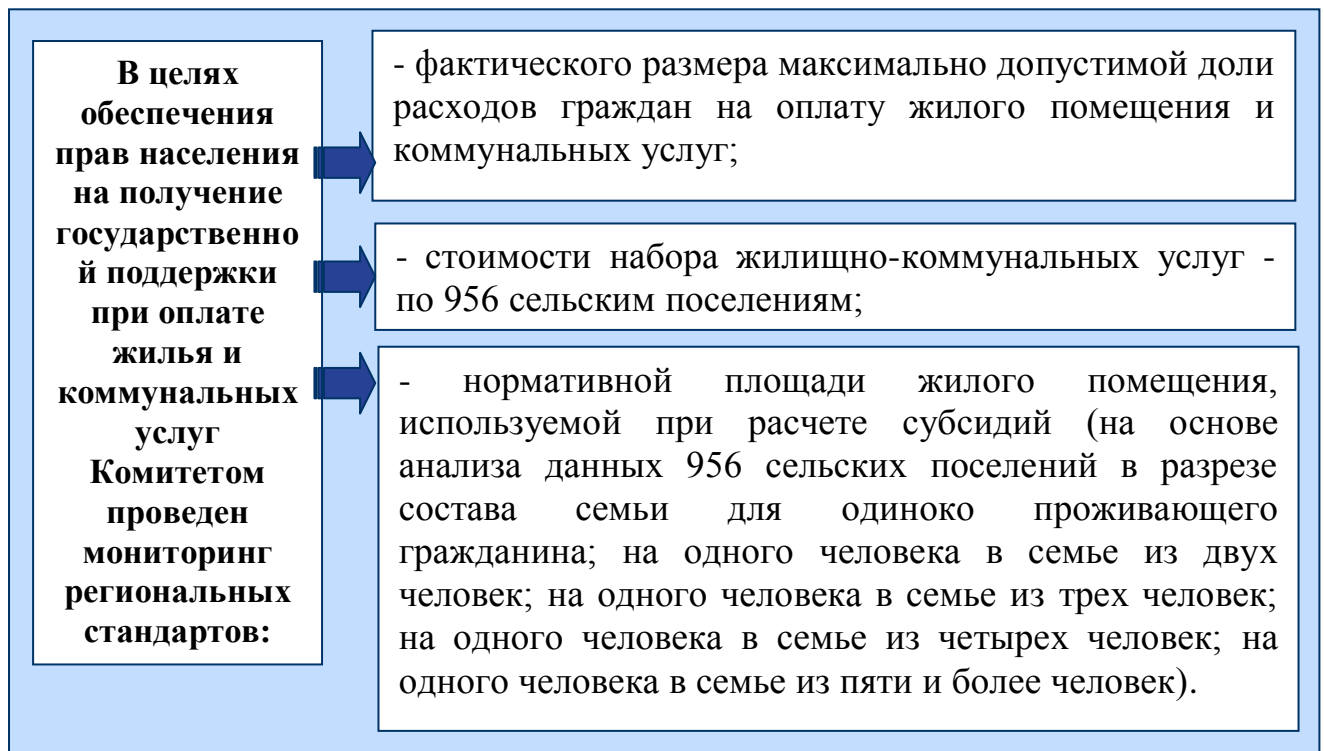 В целях
обеспечения
прав населения
на получение
государственно
й поддержки
при оплате
жилья и
коммунальных
услуг
Комитетом
проведен
мониторинг
региональных
стандартов:
- фактического размера максимально допустимой доли
расходов граждан на оплату жилого помещения и
коммунальных услуг;
- стоимости набора жилищно-коммунальных услуг -
по 956 сельским поселениям;
- нормативной площади жилого помещения,
используемой при расчете субсидий (на основе
анализа данных 956 сельских поселений в разрезе
состава семьи для одиноко проживающего
гражданина; на одного человека в семье из двух
человек; на одного человека в семье из трех человек;
на одного человека в семье из четырех человек; на
одного человека в семье из пяти и более человек).